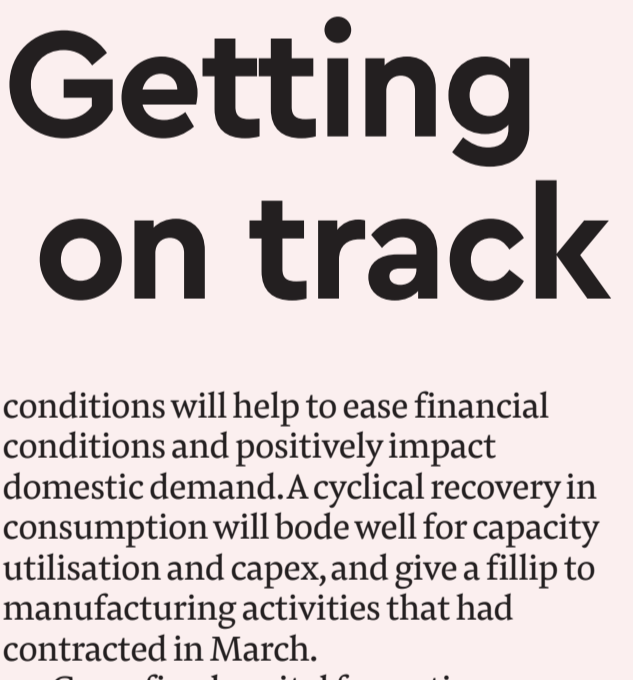 Getting
on track
conditions will help to ease financial
conditions and positively impact
domestic demand. A cyclical recovery in
consumption will bode well for capacity
utilisation and capex, and give a fillip to
manufacturing activities that had
contracted in March.